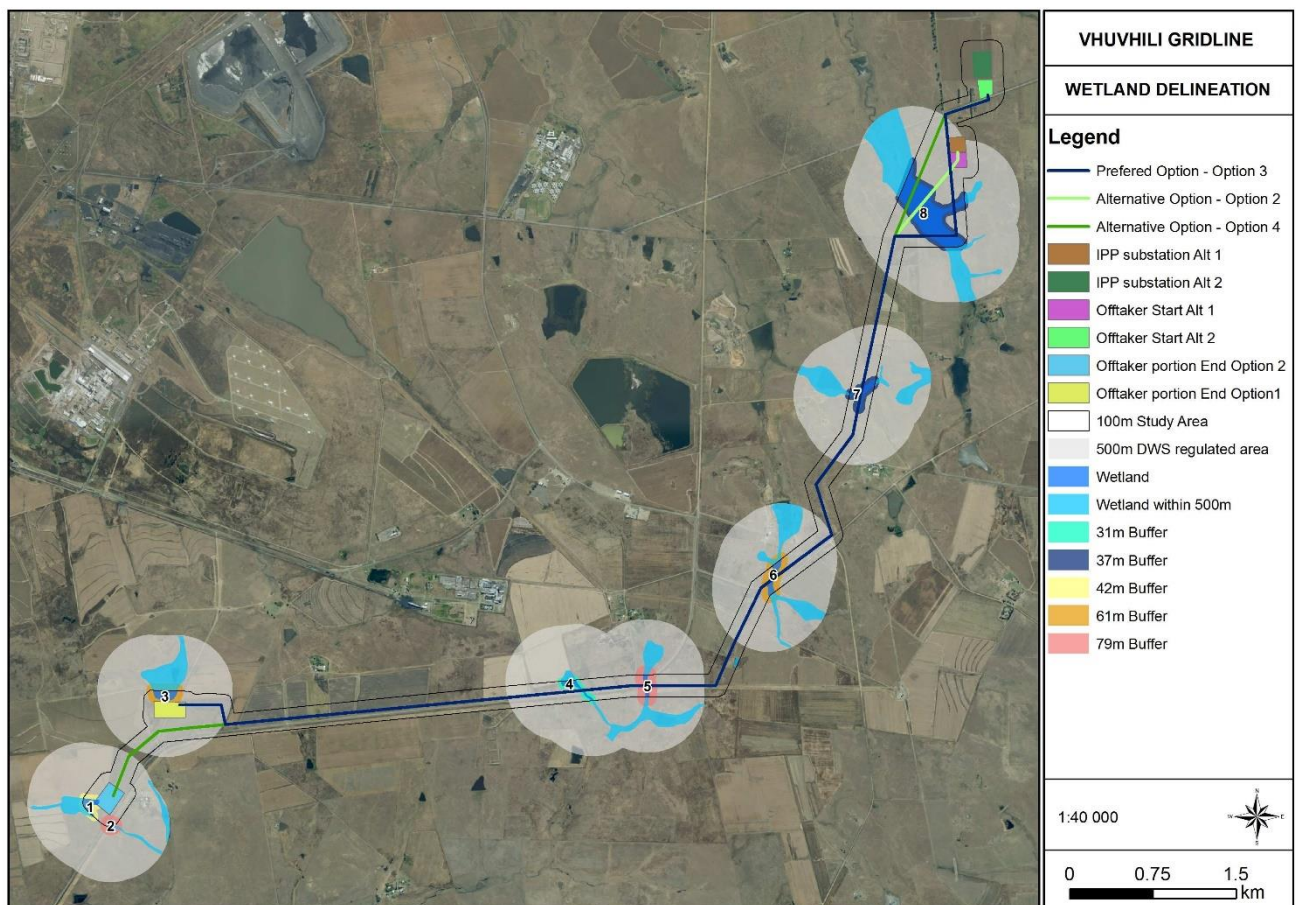 VHUVHILI GRIDLINE
WETLAND DELINEATION
Legend
Prefered Option - Option 3
Alternative Option - Option 2
Alternative Option - Option 4
IPP substation Alt 1
IPP substation Alt 2
Offtaker Start Alt 1
Offtaker Start Alt 2
Offtaker portion End Option 2
Offtaker portion End Option1
100m Study Area
500m DWS regulated area
Wetland
Wetland within 500m
31m Buffer
37m Buffer
42m Buffer
61m Buffer
79m Buffer
1:40 000
N
W E
S
0 0.75 1.5
km
8
7
6
5
4
3
1
2